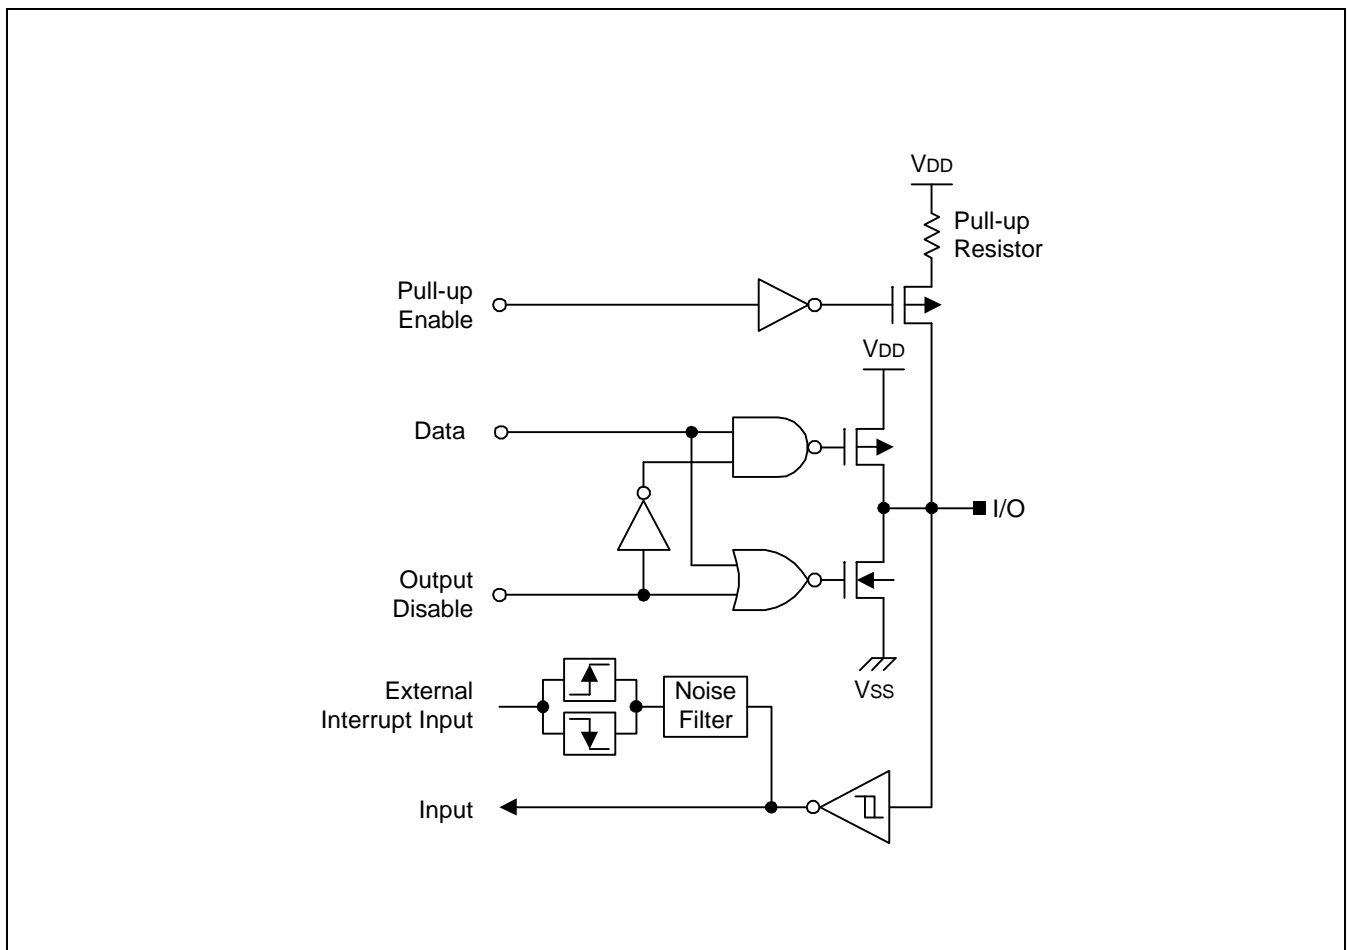 VDD
Pull-up
Resistor
Pull-up
Enable
VDD
Data
I/O
Output
Disable
External
Interrupt Input
Noise
Filter
VSS
Input